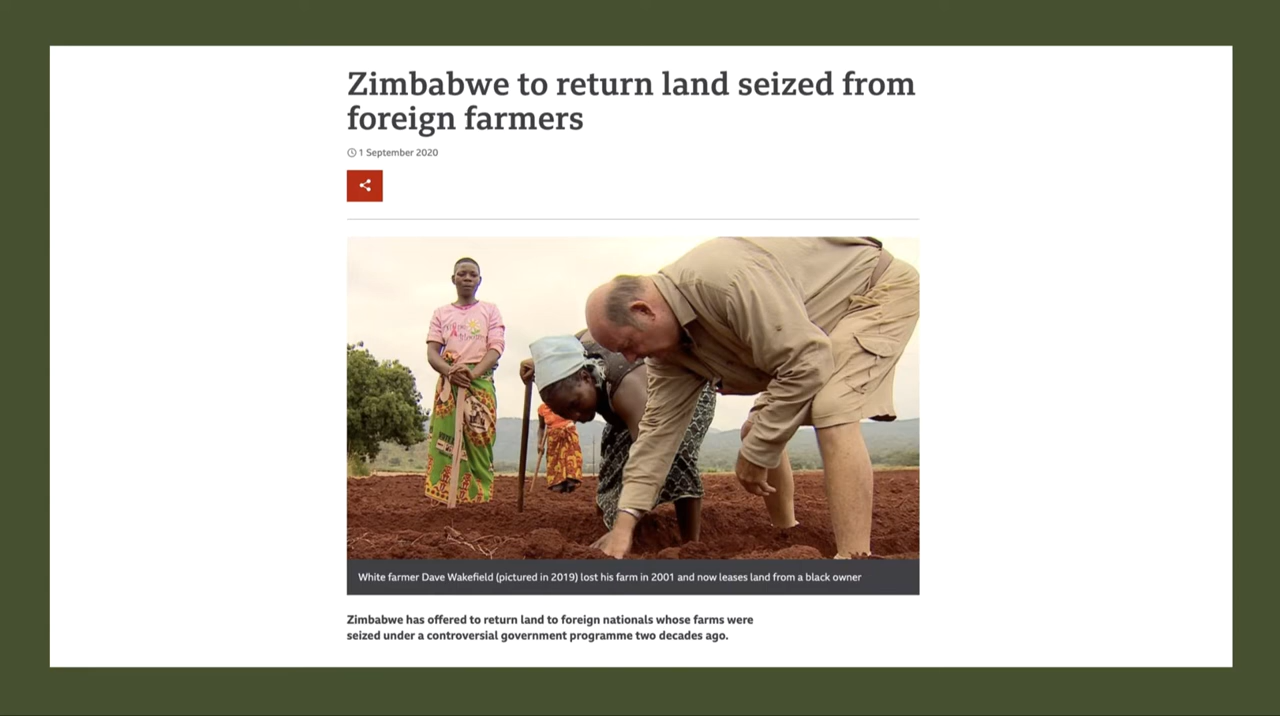 Zimbabwe to return land seized from
foreign farmers
1 September 2020
White farmer Dave Wakefield (pictured in 2019) lost his farm in 2001 and now leases land from a black owner
Zimbabwe has offered to return land to foreign nationals whose farms were
seized under a controversial government programme two decades ago.